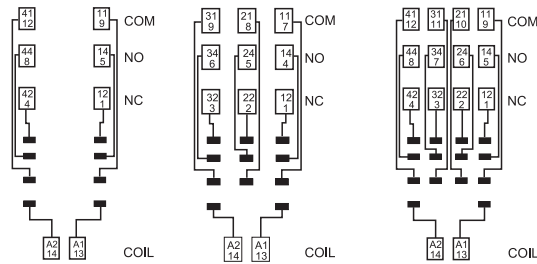 41 11 31 21 11 41 31 21 11
12 9 COM 9 8 7 COM 12 11 10 9 COM
44 14 34 24 14 44 34 24 14
8 5 NO 6 5 4 NO 8 7 6 5 NO
42 12 32 22 12 42 32 22 12
4 1 NC 3 2 1 NC 4 3 2 1 NC
A2 A1 A2 A1 A2 A1
14 13 COIL 14 13 COIL 14 13 COIL